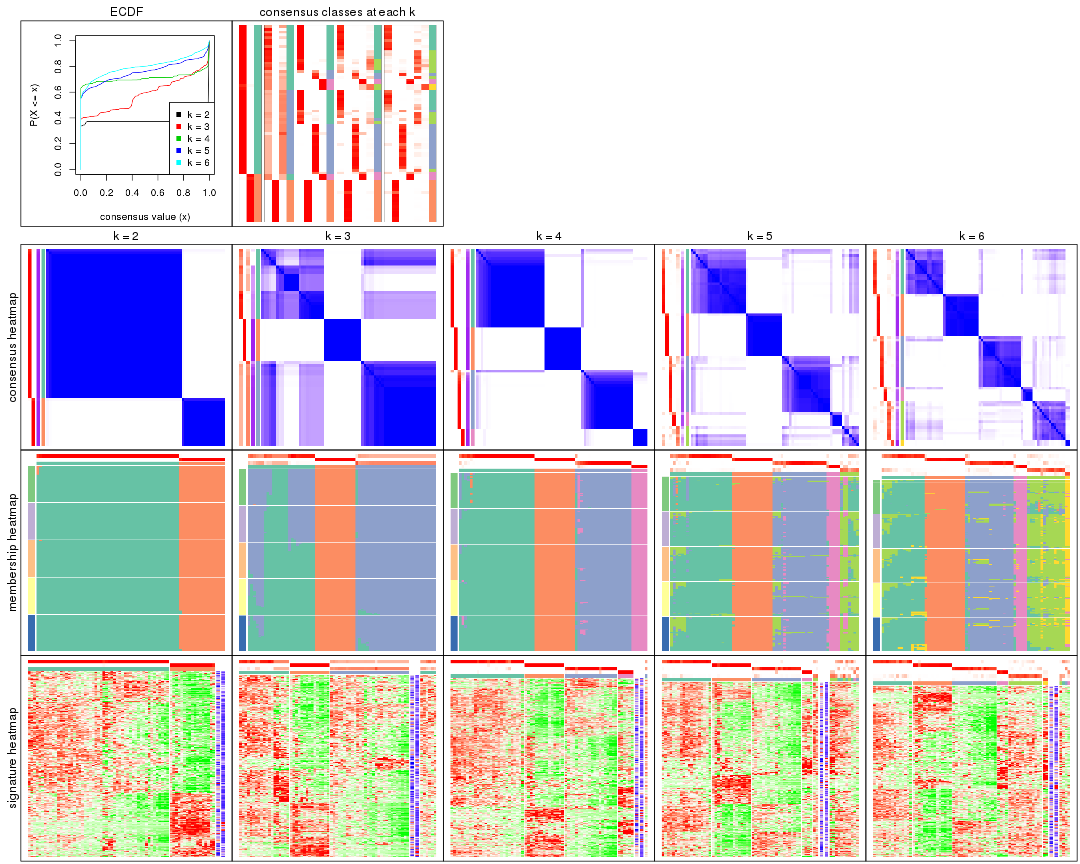 ECDF
consensus classes at each k
P(X <= x)
1.0
0.8
0.6
0.4
0.2
0.0
k = 2
k = 3
k = 4
k = 5
k = 6
0.0 0.2 0.4 0.6 0.8 1.0
consensus value (x)
k = 2 k = 3 k = 4 k = 5 k = 6
consensus heatmap
membership heatmap
signature heatmap